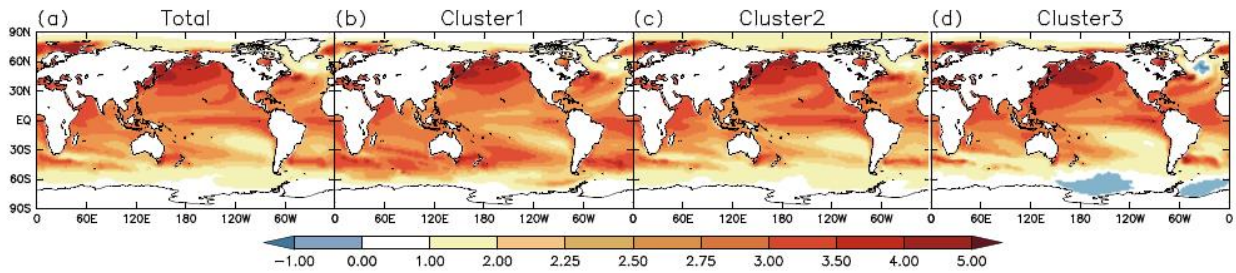 (a) Total (b) Cluster1 (c) Cluster2 (d) Cluster3
90N
60N
30N
EQ
30S
60S
90S
0 60E 120E 180 120W 60W 0 60E 120E 180 120W 60W 0 60E 120E 180 120W 60W 0 60E 120E 180 120W 60W 0
-1.00 0.00 1.00 2.00 2.25 2.50 2.75 3.00 3.50 4.00 5.00